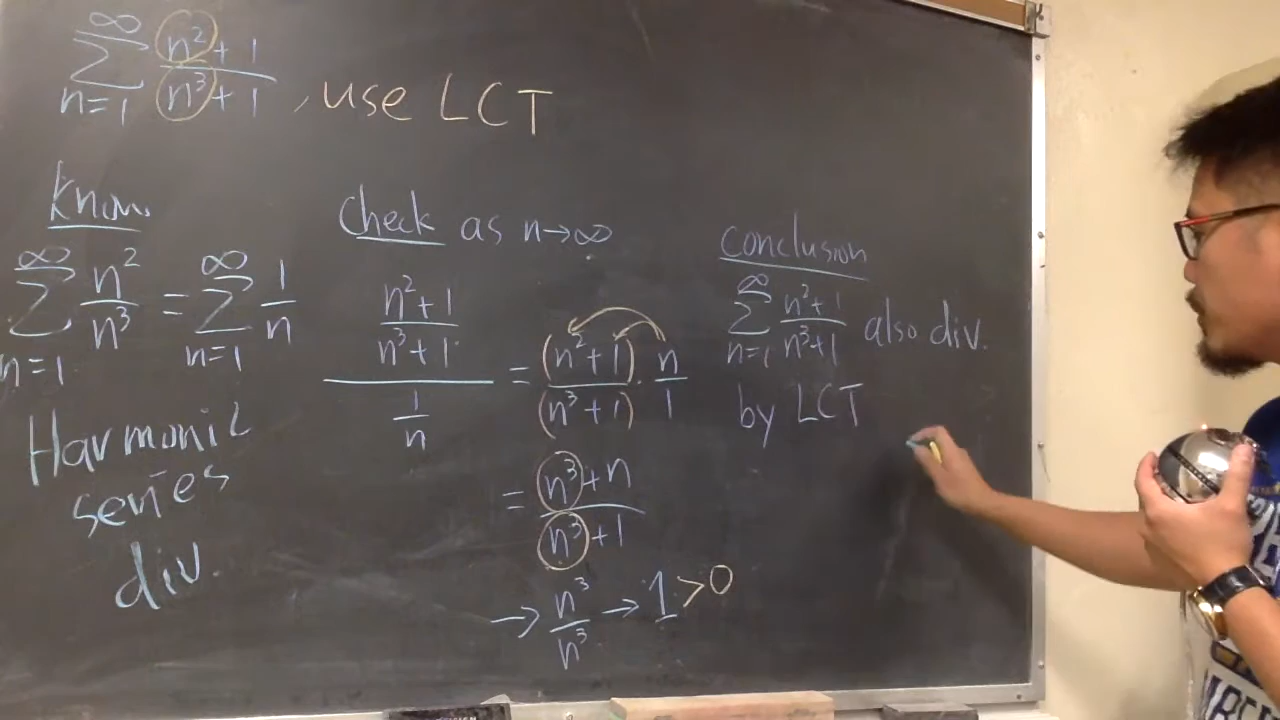 ∞
∑ n²+1 / n³+1 , use LCT
n=1
Know
∞ ∞
∑ n²/n³ = ∑ 1/n
n=1 n=1
Harmonic
series
div.
Check as n→∞
(n²+1 / n³+1) / (1/n) = (n²+1)/(n³+1) · n/1
= n³+n / n³+1
→ n³/n³ → 1 >0
conclusion
∞
∑ n²+1 / n³+1 also div.
n=1
by LCT